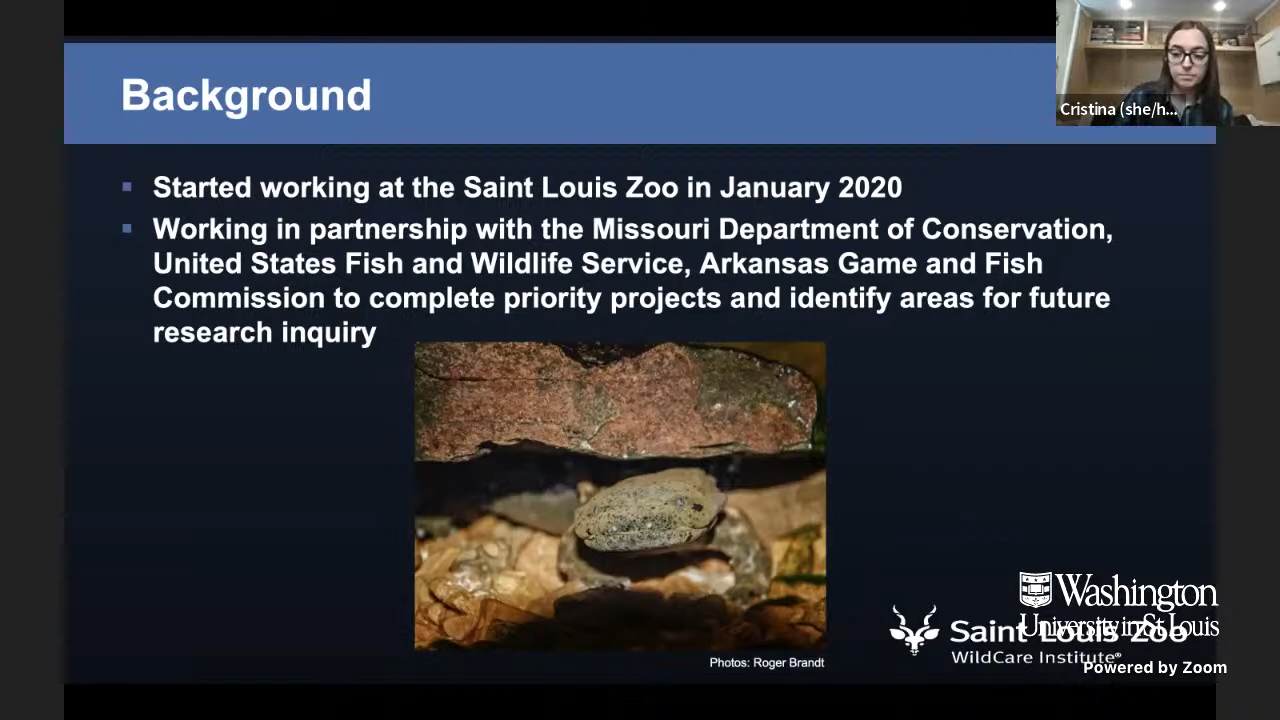 Background
Cristina (she/h...
Started working at the Saint Louis Zoo in January 2020
Working in partnership with the Missouri Department of Conservation,
United States Fish and Wildlife Service, Arkansas Game and Fish
Commission to complete priority projects and identify areas for future
research inquiry
Photos: Roger Brandt
Washington
University in St. Louis
Saint Louis Zoo
WildCare Institute®
Powered by Zoom